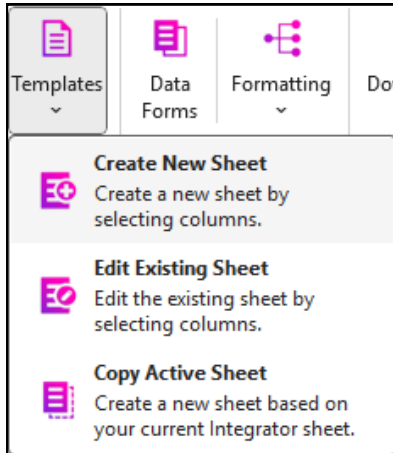 Templates
Data
Forms
Formatting
Create New Sheet
Create a new sheet by
selecting columns.
Edit Existing Sheet
Edit the existing sheet by
selecting columns.
Copy Active Sheet
Create a new sheet based on
your current Integrator sheet.